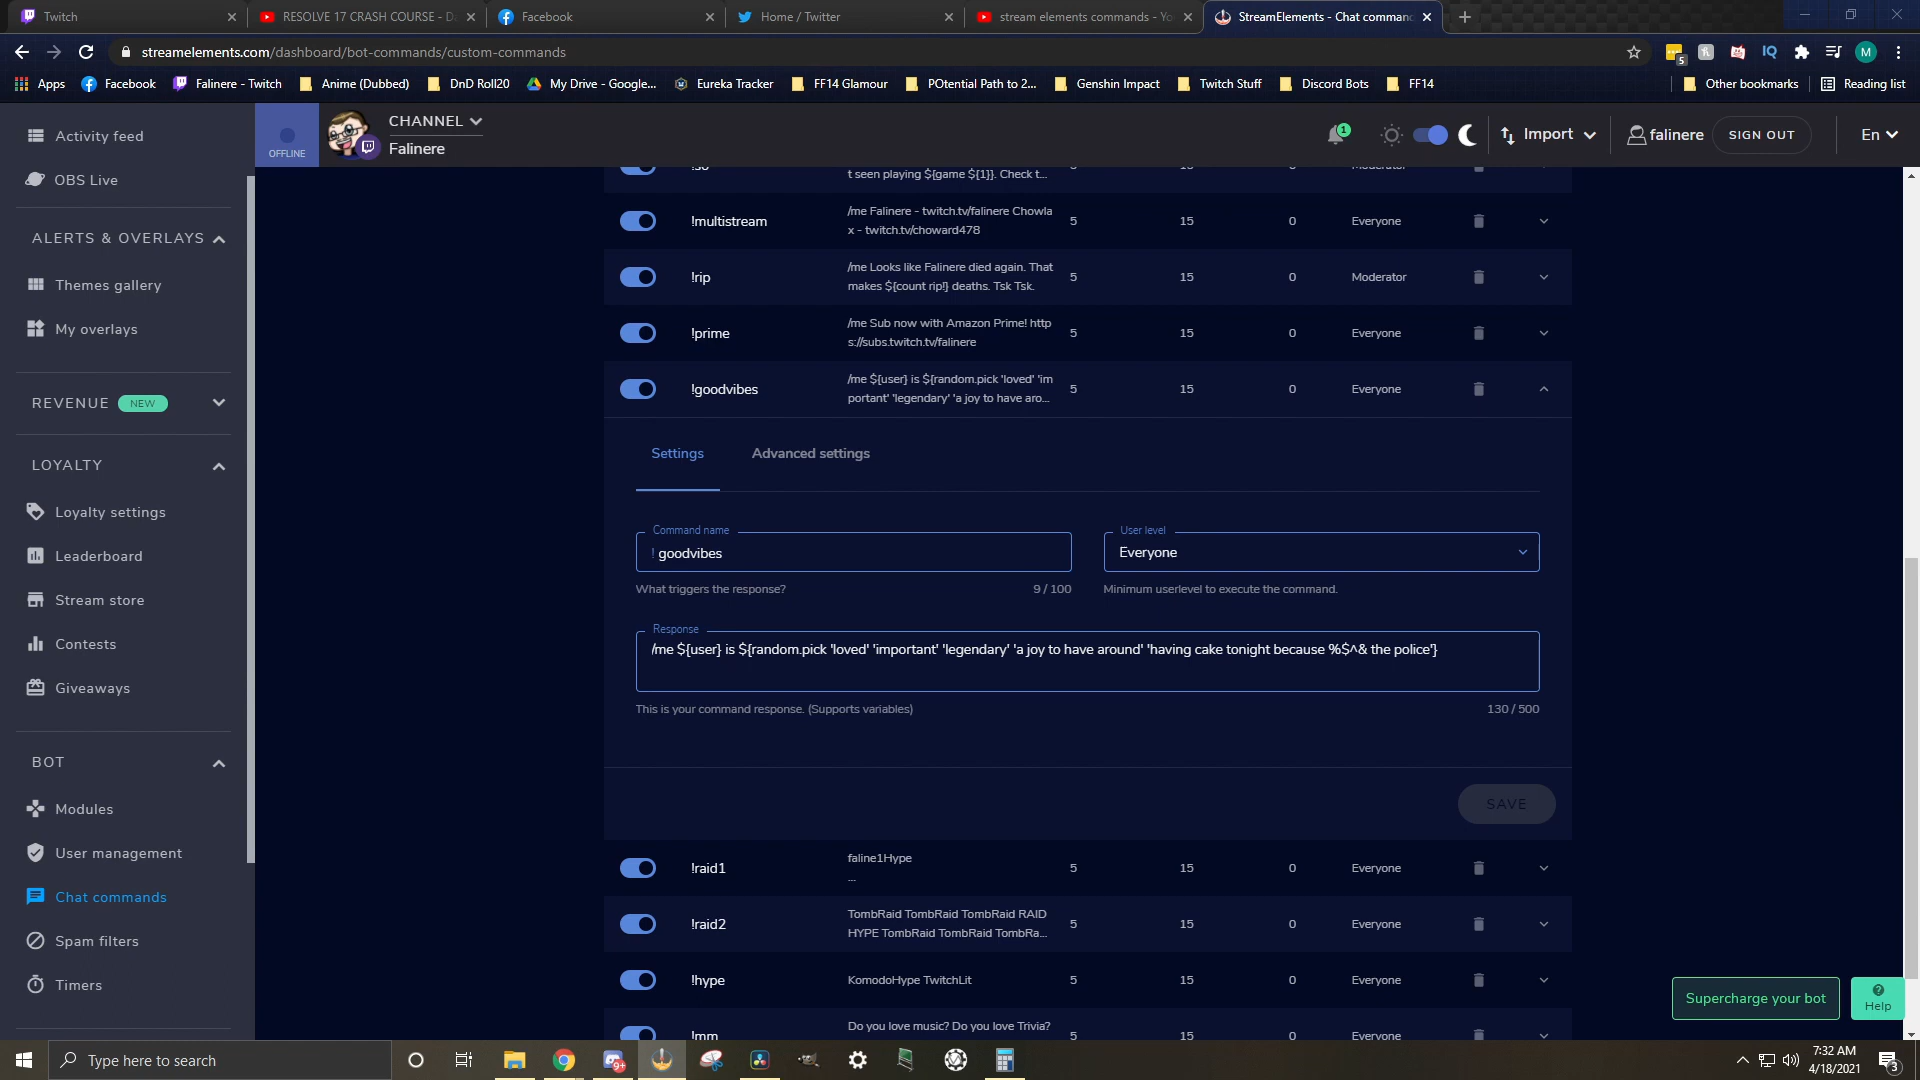 Twitch
RESOLVE 17 CRASH COURSE - D
Facebook
Home / Twitter
stream elements commands - Yo
StreamElements - Chat comman
streamelements.com/dashboard/bot-commands/custom-commands
5
IQ
M
Apps
Facebook
Falinere - Twitch
Anime (Dubbed)
DnD Roll20
My Drive - Google...
Eureka Tracker
FF14 Glamour
POtential Path to 2...
Genshin Impact
Twitch Stuff
Discord Bots
FF14
Other bookmarks
Reading list
OFFLINE
CHANNEL
Falinere
1
Import
falinere
SIGN OUT
En
Activity feed
OBS Live
ALERTS & OVERLAYS
Themes gallery
My overlays
REVENUE NEW
LOYALTY
Loyalty settings
Leaderboard
Stream store
Contests
Giveaways
BOT
Modules
User management
Chat commands
Spam filters
Timers
!so
t seen playing ${game ${1}}. Check t...
5
15
0
Moderator
!multistream
/me Falinere - twitch.tv/falinere Chowla
x - twitch.tv/choward478
5
15
0
Everyone
!rip
/me Looks like Falinere died again. That
makes ${count rip!} deaths. Tsk Tsk.
5
15
0
Moderator
!prime
/me Sub now with Amazon Prime! http
s://subs.twitch.tv/falinere
5
15
0
Everyone
!goodvibes
/me ${user} is ${random.pick 'loved' 'im
portant' 'legendary' 'a joy to have aro...
5
15
0
Everyone
Settings
Advanced settings
Command name
! goodvibes
What triggers the response?
9 / 100
User level
Everyone
Minimum userlevel to execute the command.
Response
/me ${user} is ${random.pick 'loved' 'important' 'legendary' 'a joy to have around' 'having cake tonight because %$^& the police'}
This is your command response. (Supports variables)
130 / 500
SAVE
!raid1
faline1Hype
...
5
15
0
Everyone
!raid2
TombRaid TombRaid TombRaid RAID
HYPE TombRaid TombRaid TombRa...
5
15
0
Everyone
!hype
KomodoHype TwitchLit
5
15
0
Everyone
!mm
Do you love music? Do you love Trivia?
5
15
0
Everyone
Supercharge your bot
Help
Type here to search
9+
7:32 AM
4/18/2021
3